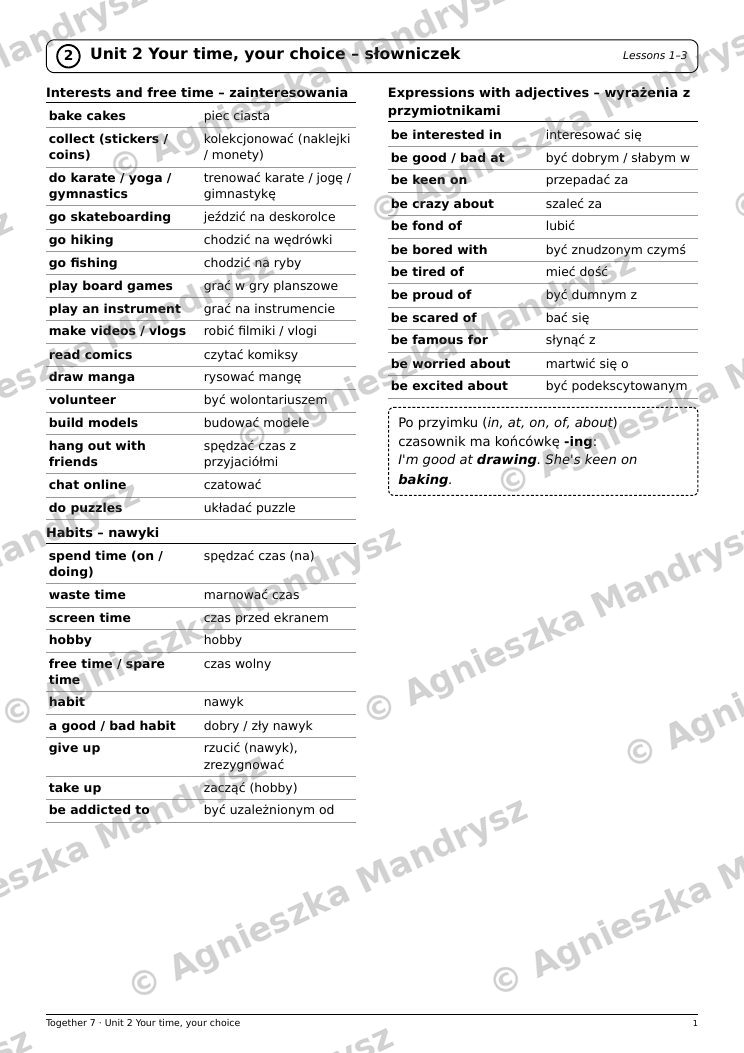 2 Unit 2 Your time, your choice – słowniczek Lessons 1–3
Interests and free time – zainteresowania
bake cakes piec ciasta
collect (stickers / kolekcjonować (naklejki
coins) / monety)
do karate / yoga / trenować karate / jogę /
gymnastics gimnastykę
go skateboarding jeździć na deskorolce
go hiking chodzić na wędrówki
go fishing chodzić na ryby
play board games grać w gry planszowe
play an instrument grać na instrumencie
make videos / vlogs robić filmiki / vlogi
read comics czytać komiksy
draw manga rysować mangę
volunteer być wolontariuszem
build models budować modele
hang out with spędzać czas z
friends przyjaciółmi
chat online czatować
do puzzles układać puzzle
Habits – nawyki
spend time (on / spędzać czas (na)
doing)
waste time marnować czas
screen time czas przed ekranem
hobby hobby
free time / spare czas wolny
time
habit nawyk
a good / bad habit dobry / zły nawyk
give up rzucić (nawyk),
zrezygnować
take up zacząć (hobby)
be addicted to być uzależnionym od
Expressions with adjectives – wyrażenia z
przymiotnikami
be interested in interesować się
be good / bad at być dobrym / słabym w
be keen on przepadać za
be crazy about szaleć za
be fond of lubić
be bored with być znudzonym czymś
be tired of mieć dość
be proud of być dumnym z
be scared of bać się
be famous for słynąć z
be worried about martwić się o
be excited about być podekscytowanym
Po przyimku (in, at, on, of, about)
czasownik ma końcówkę -ing:
I'm good at drawing. She's keen on
baking.
Together 7 · Unit 2 Your time, your choice 1
© Agnieszka Mandrysz